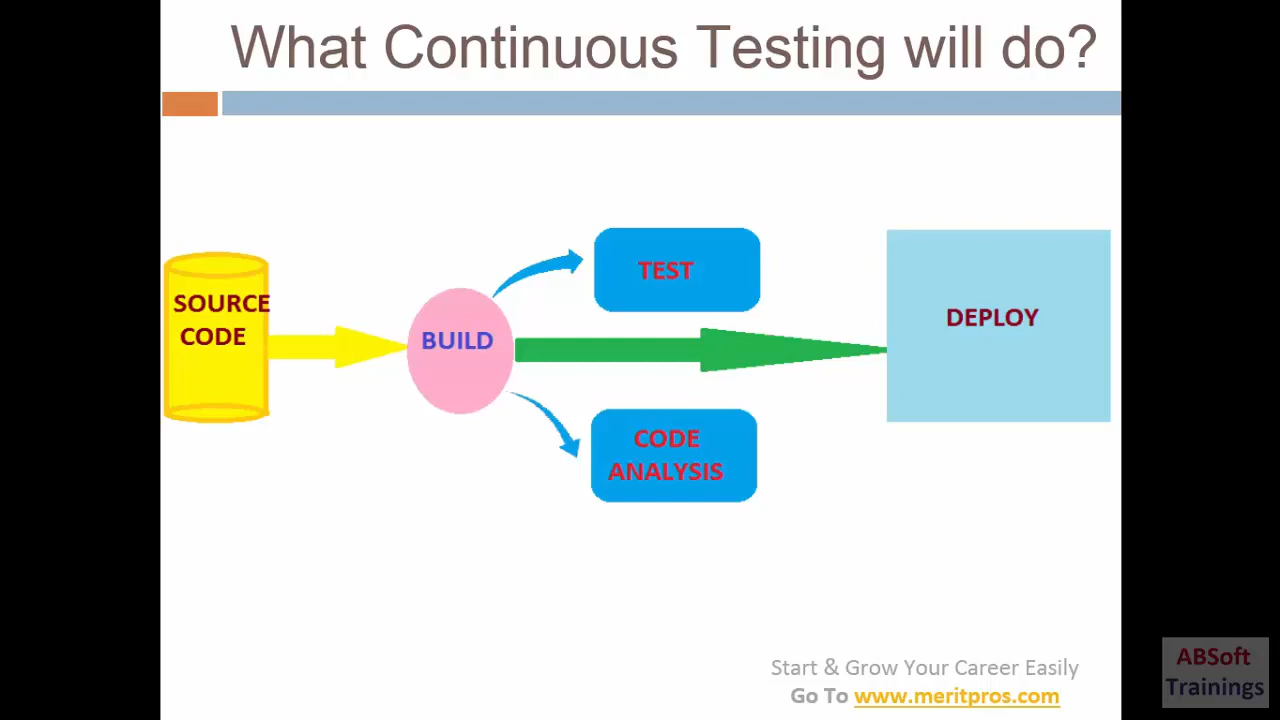 What Continuous Testing will do?
SOURCE
CODE
BUILD
TEST
CODE
ANALYSIS
DEPLOY
Start & Grow Your Career Easily
Go To www.meritpros.com
ABSoft
Trainings